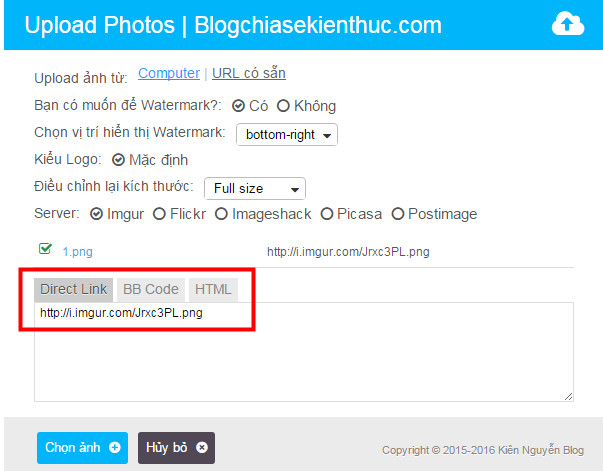 Upload Photos | Blogchiasekienthuc.com
Upload ảnh từ: Computer | URL có sẵn
Bạn có muốn để Watermark?: Có Không
Chọn vị trí hiển thị Watermark: bottom-right
Kiểu Logo: Mặc định
Điều chỉnh lại kích thước: Full size
Server: Imgur Flickr Imageshack Picasa Postimage
1.png http://i.imgur.com/Jrxc3PL.png
Direct Link BB Code HTML
http://i.imgur.com/Jrxc3PL.png
Chọn ảnh Hủy bỏ
Copyright © 2015-2016 Kiên Nguyễn Blog